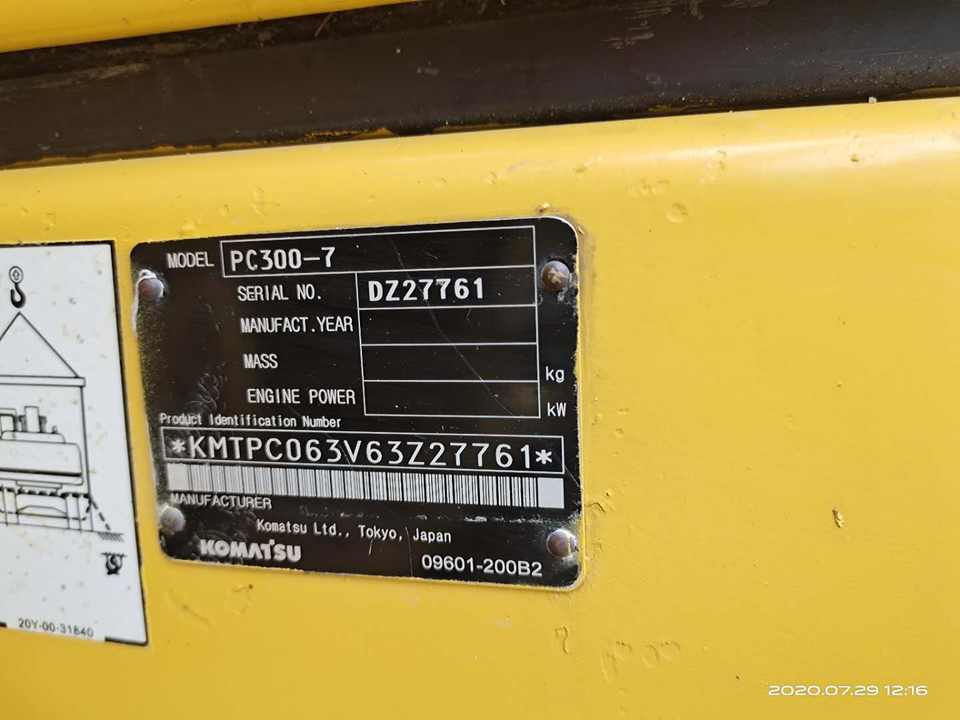 MODEL PC300-7
SERIAL NO. DZ27761
MANUFACT.YEAR
MASS kg
ENGINE POWER kW
Product Identification Number
*KMTPC063V63Z27761*
MANUFACTURER
Komatsu Ltd., Tokyo, Japan
KOMATSU 09601-200B2
20Y-00-31640
2020.07.29 12:16